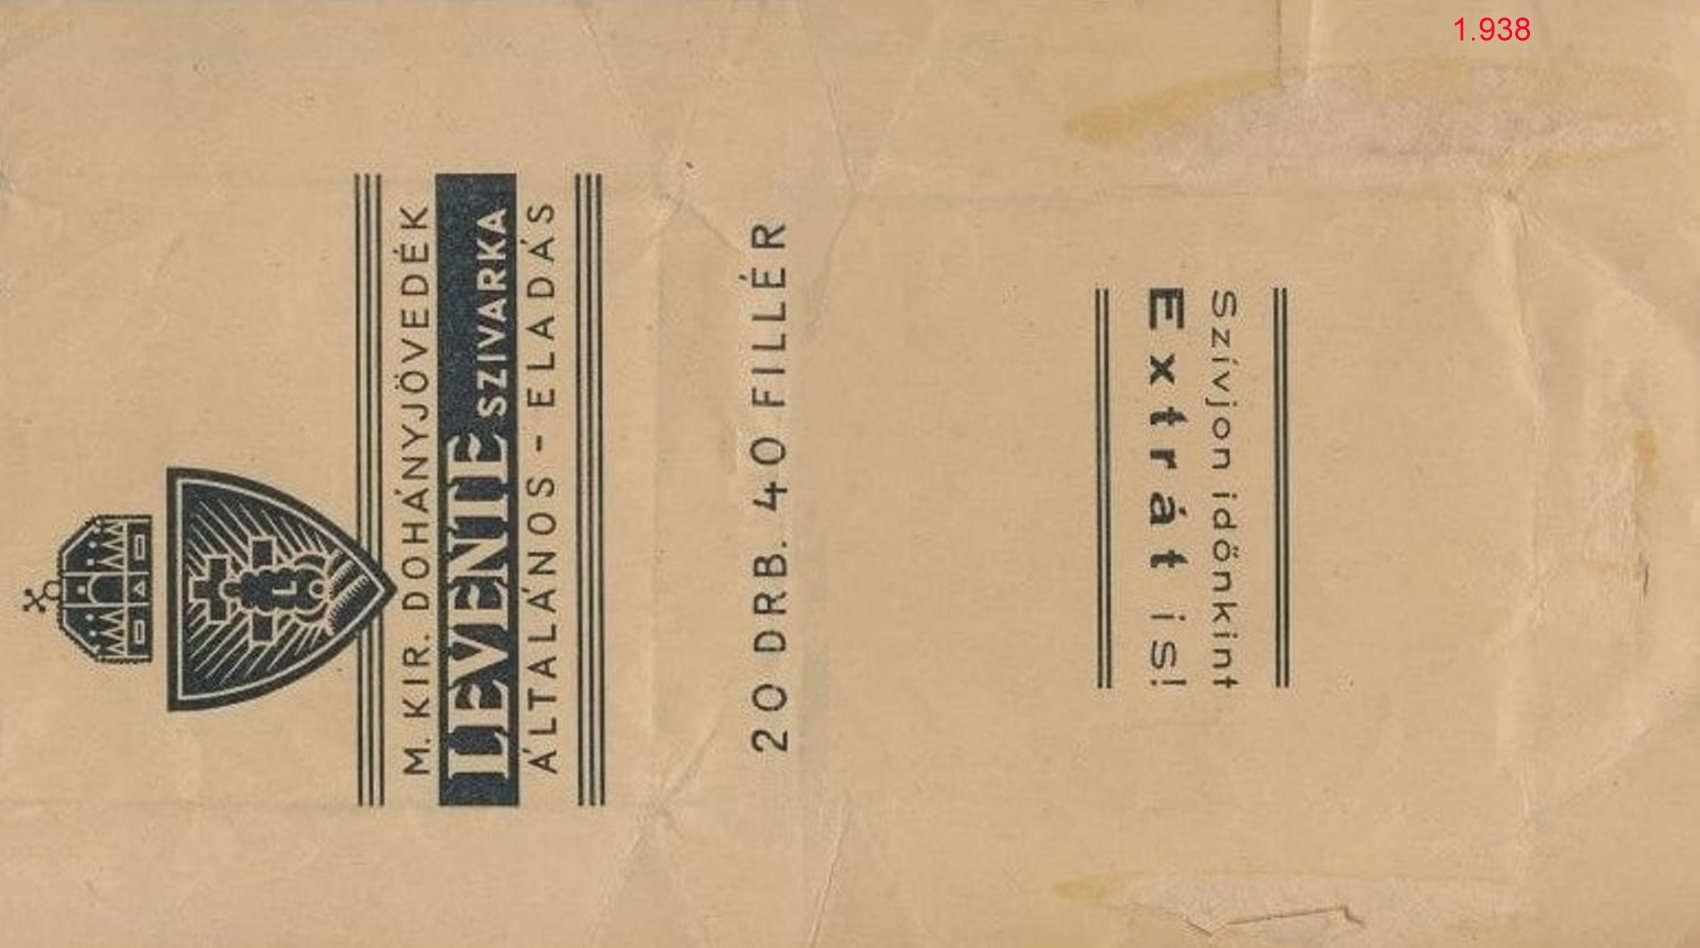 1.938
L
M. KIR. DOHÁNYJÖVEDÉK
LEVENTE SZIVARKA
ÁLTALÁNOS - ELADÁS
20 DRB. 40 FILLÉR
Szívjon időnkint
Extrát is!